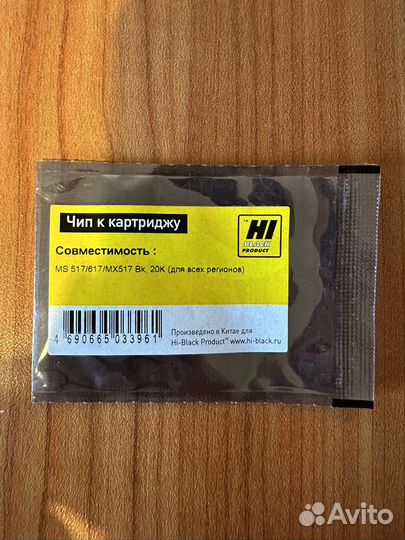 Чип к картриджу
HI
BLACK
PRODUCT
Совместимость :
MS 517/617/MX517 Bk, 20K (для всех регионов)
4 690665 033961
Произведено в Китае для
Hi-Black Product™ www.hi-black.ru
Avito